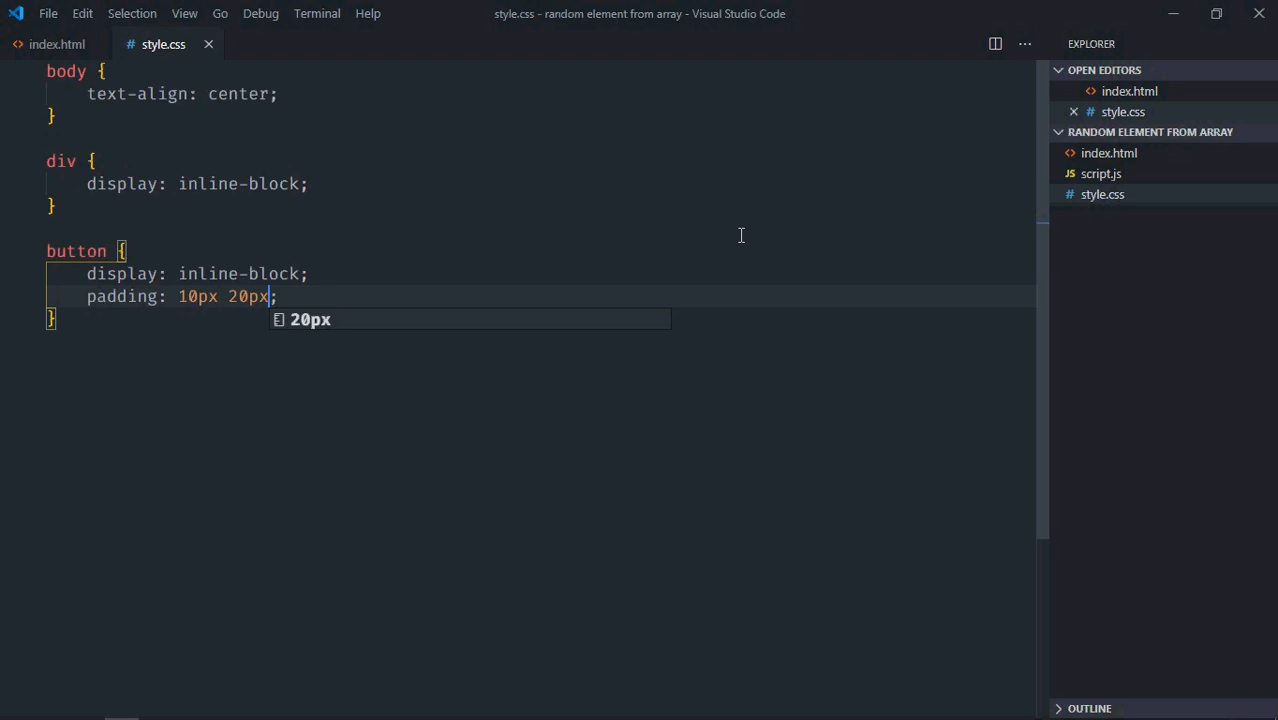 File Edit Selection View Go Debug Terminal Help
style.css - random element from array - Visual Studio Code
index.html
style.css
body {
text-align: center;
}
div {
display: inline-block;
}
button {
display: inline-block;
padding: 10px 20px;
}
20px
EXPLORER
OPEN EDITORS
index.html
style.css
RANDOM ELEMENT FROM ARRAY
index.html
JS script.js
style.css
OUTLINE